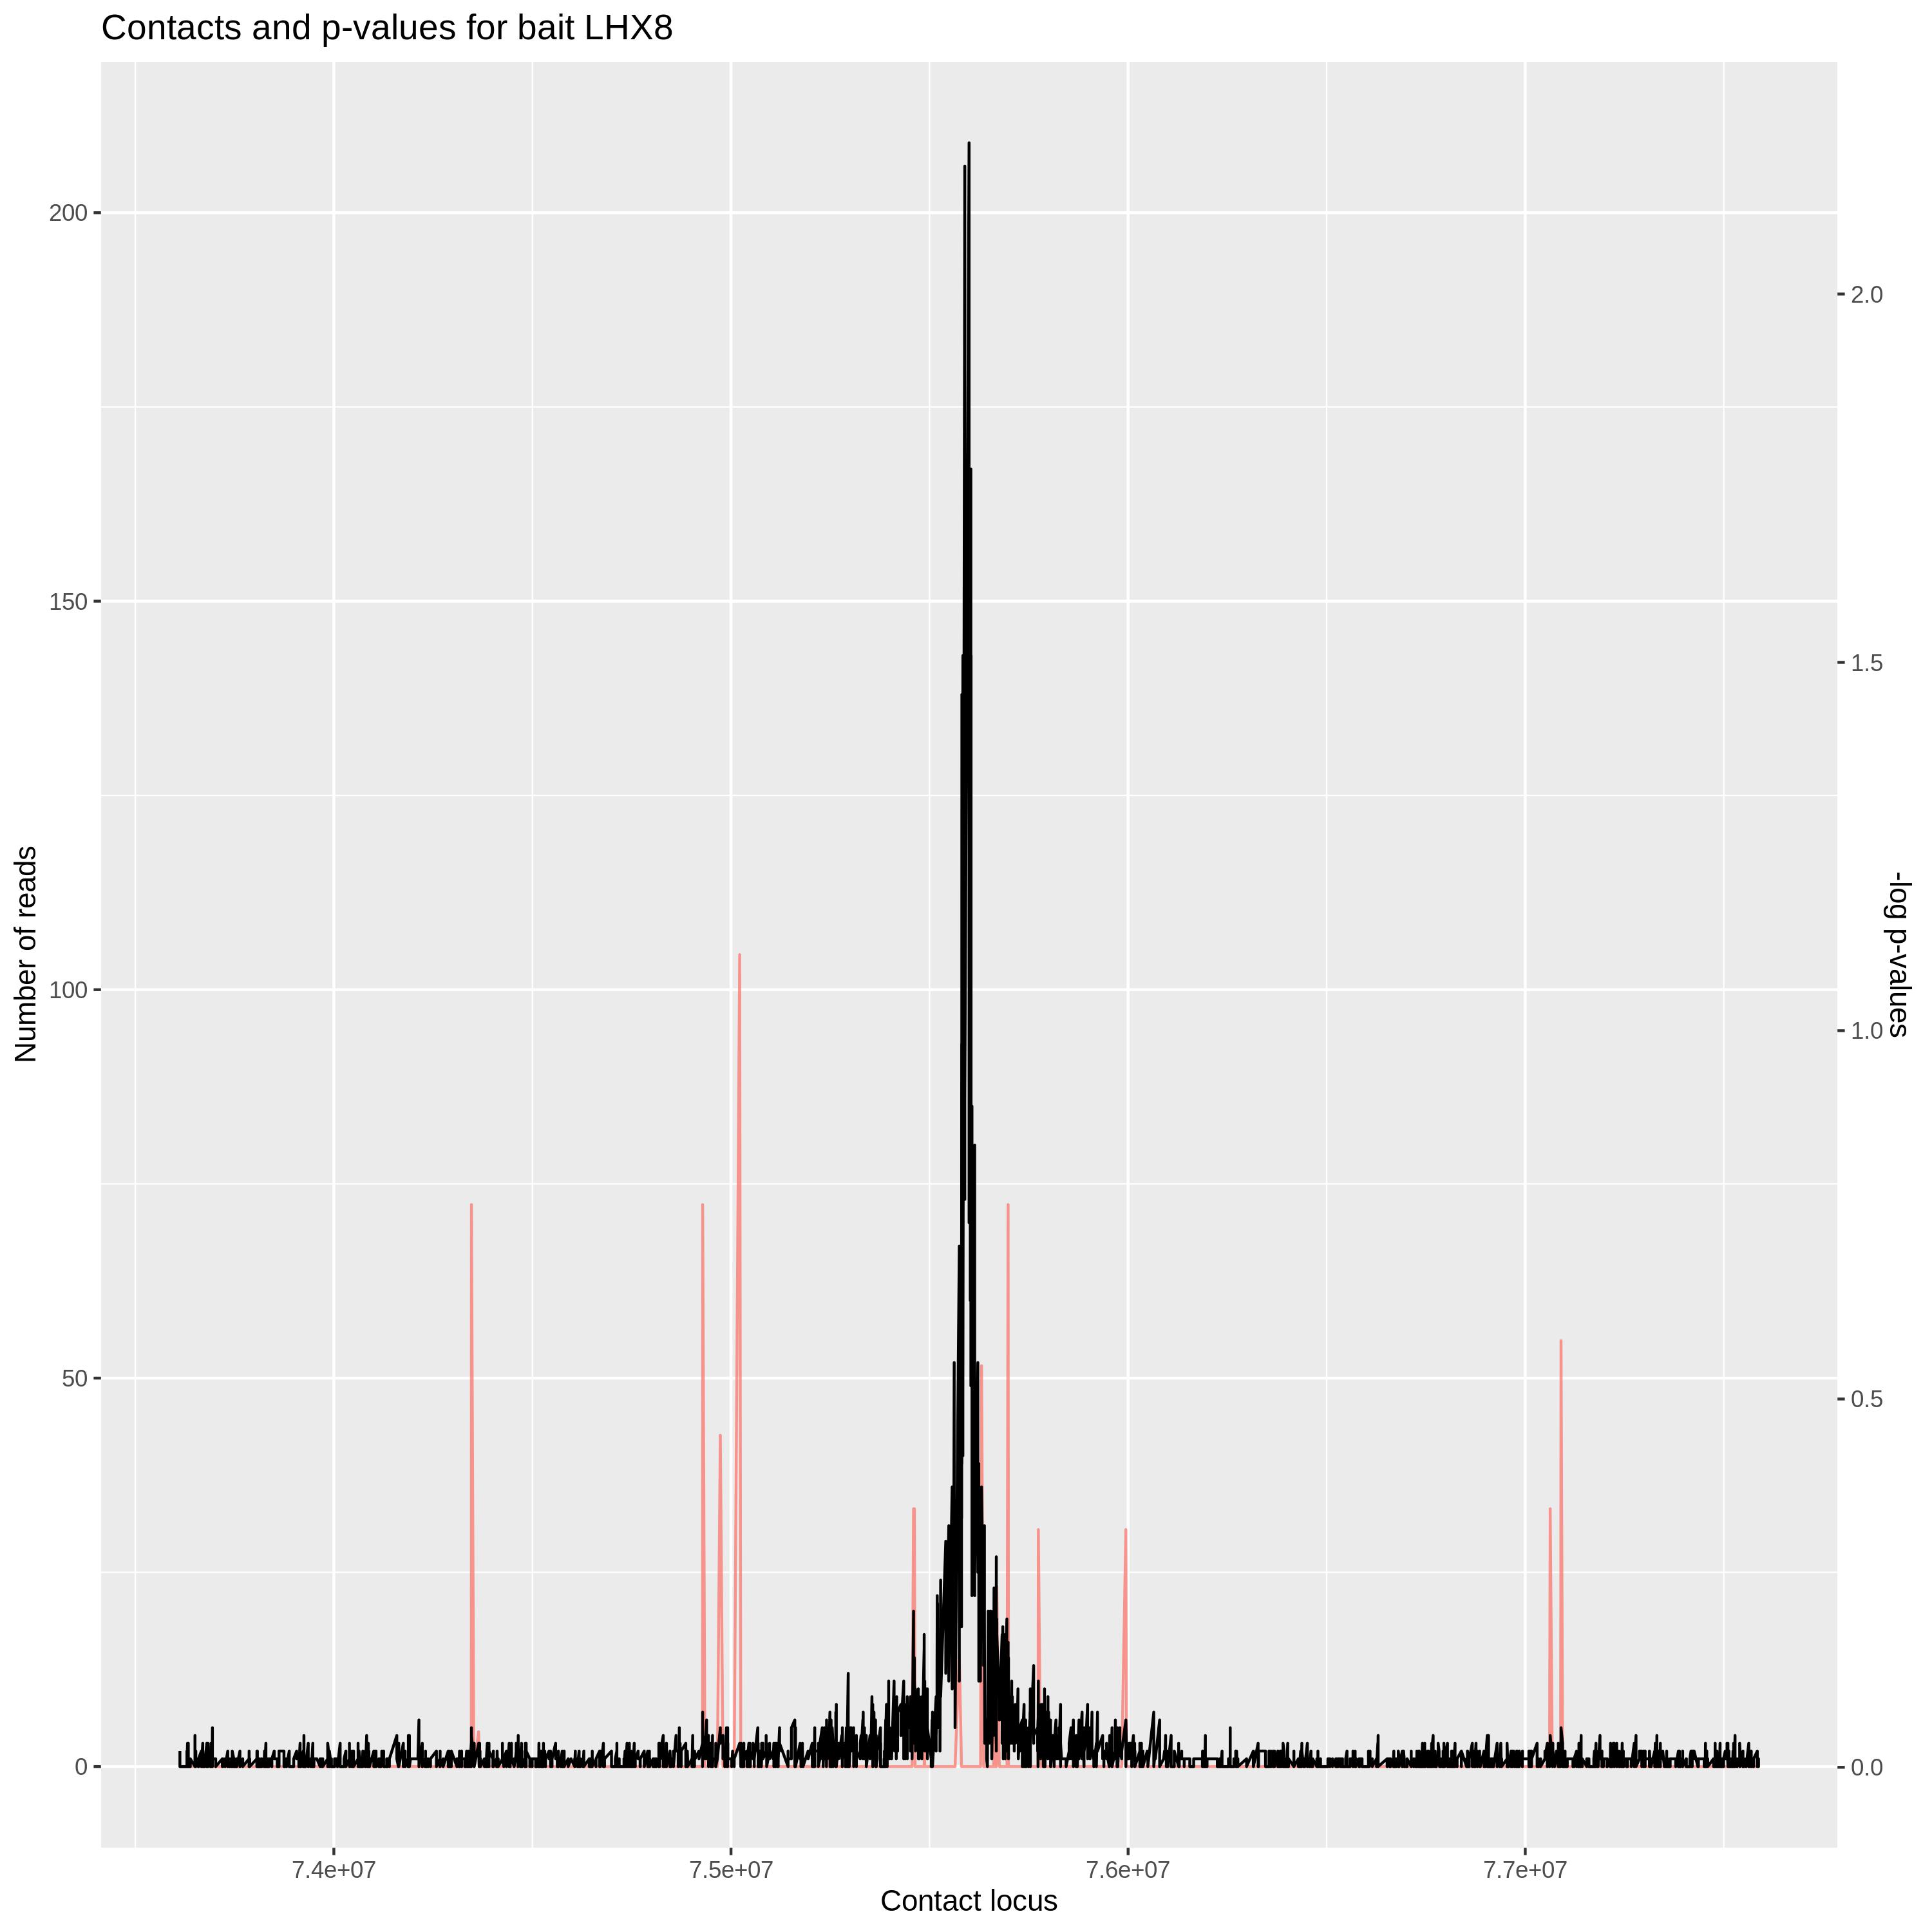 Contacts and p-values for bait LHX8
200
150
100
50
0
Number of reads
2.0
1.5
1.0
0.5
0.0
-log p-values
7.4e+07 7.5e+07 7.6e+07 7.7e+07
Contact locus